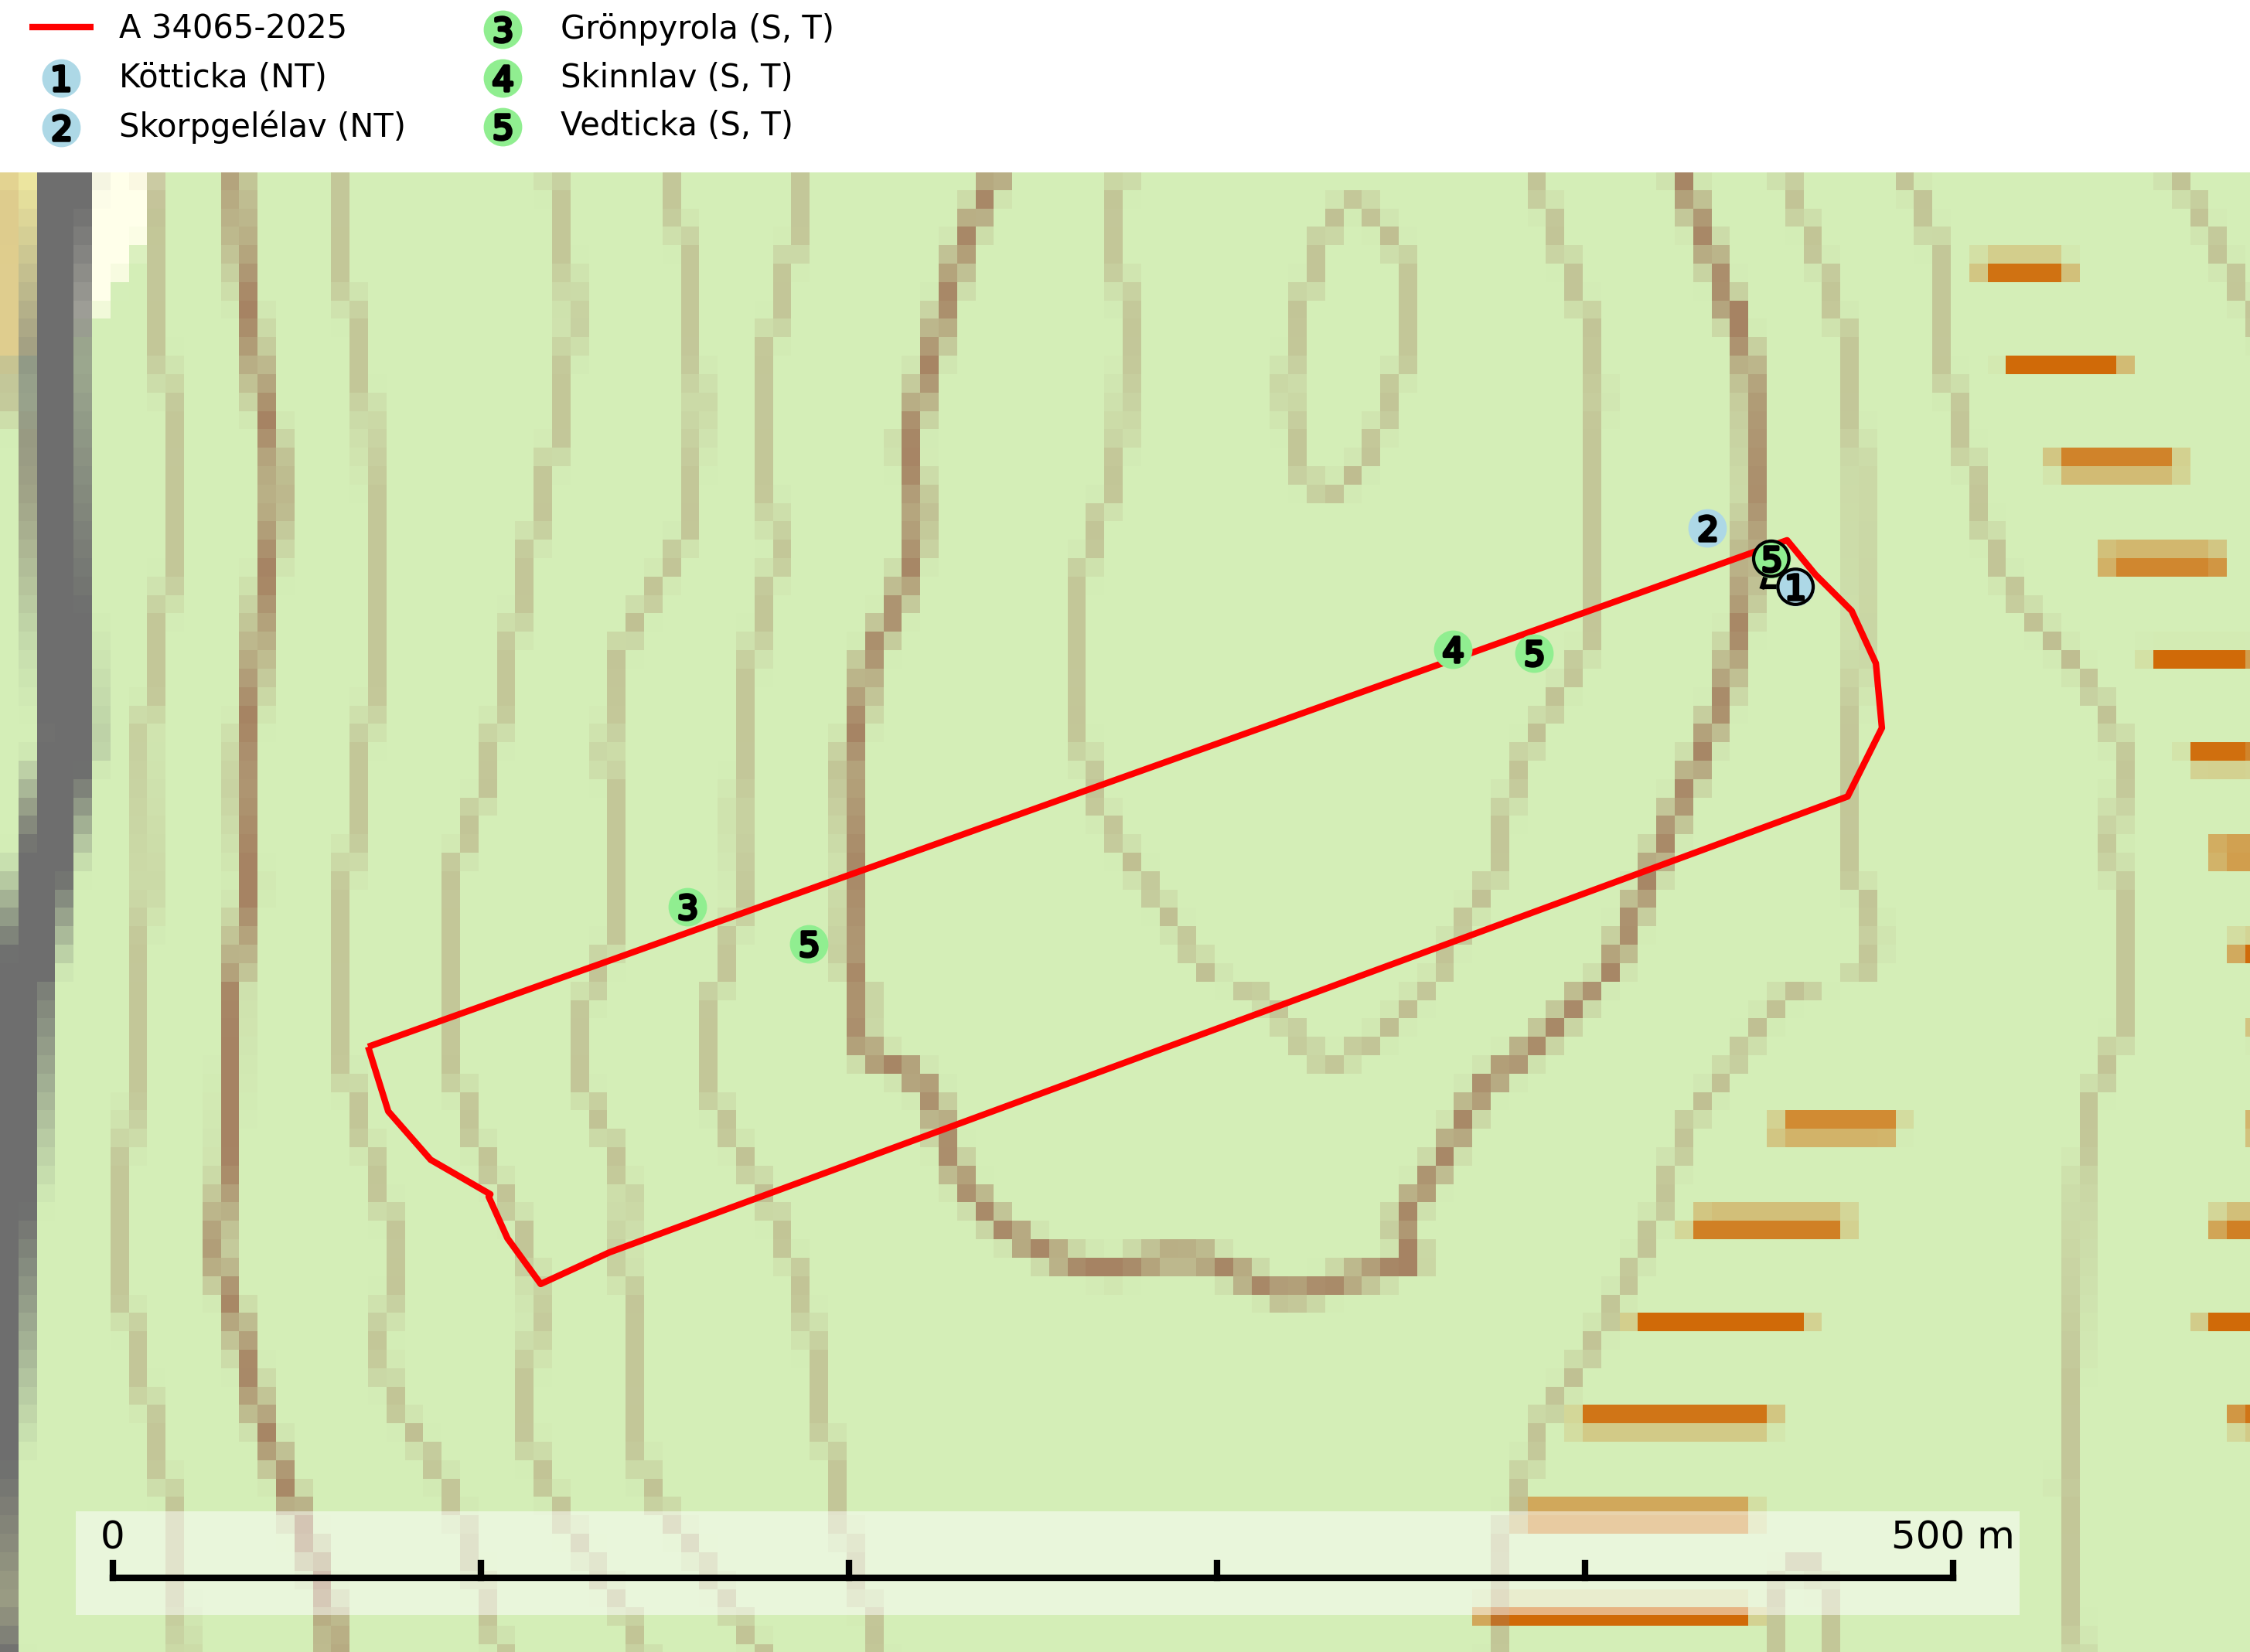 A 34065-2025
1 Kötticka (NT)
2 Skorpgelélav (NT)
3 Grönpyrola (S, T)
4 Skinnlav (S, T)
5 Vedticka (S, T)
2
5
1
4
5
3
5
0
500 m